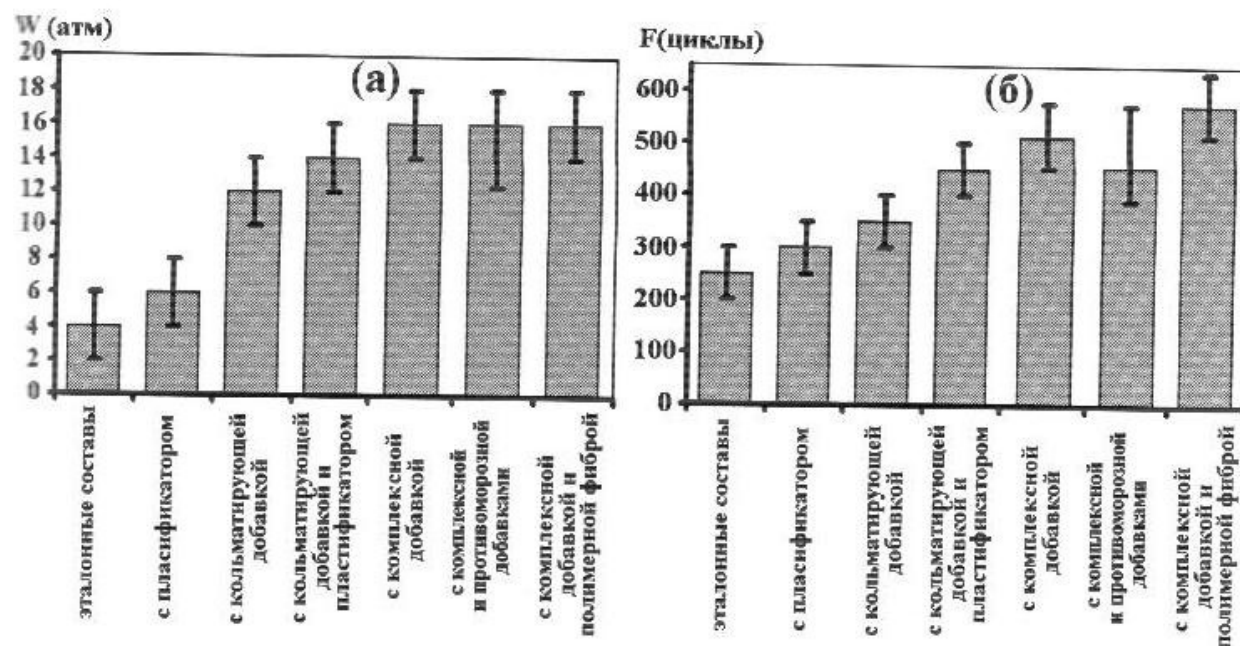 W (атм)
20
18
16
14
12
10
8
6
4
2
0
(а)
эталонные составы
с пласификатором
с кольматирующей
добавкой
с кольматирующей
добавкой и
пластификатором
с комплексной
добавкой
с комплексной
и противоморозной
добавками
с комплексной
добавкой и
полимерной фиброй
F(циклы)
600
500
400
300
200
100
0
(б)
эталонные составы
с пласификатором
с кольматирующей
добавкой
с кольматирующей
добавкой и
пластификатором
с комплексной
добавкой
с комплексной
и противоморозной
добавками
с комплексной
добавкой и
полимерной фиброй